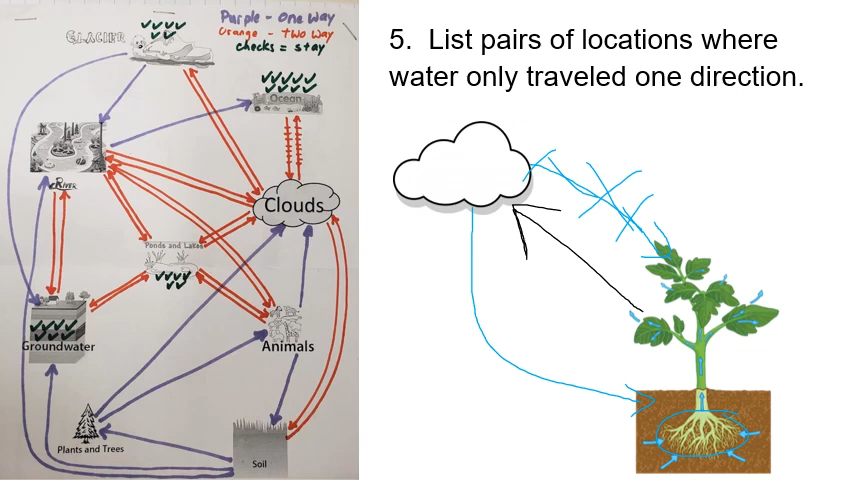 Purple - one way
Orange - two way
checks = stay
GLACIER
Ocean
RIVER
Clouds
Ponds and Lakes
Groundwater
Animals
Plants and Trees
Soil
5. List pairs of locations where
water only traveled one direction.